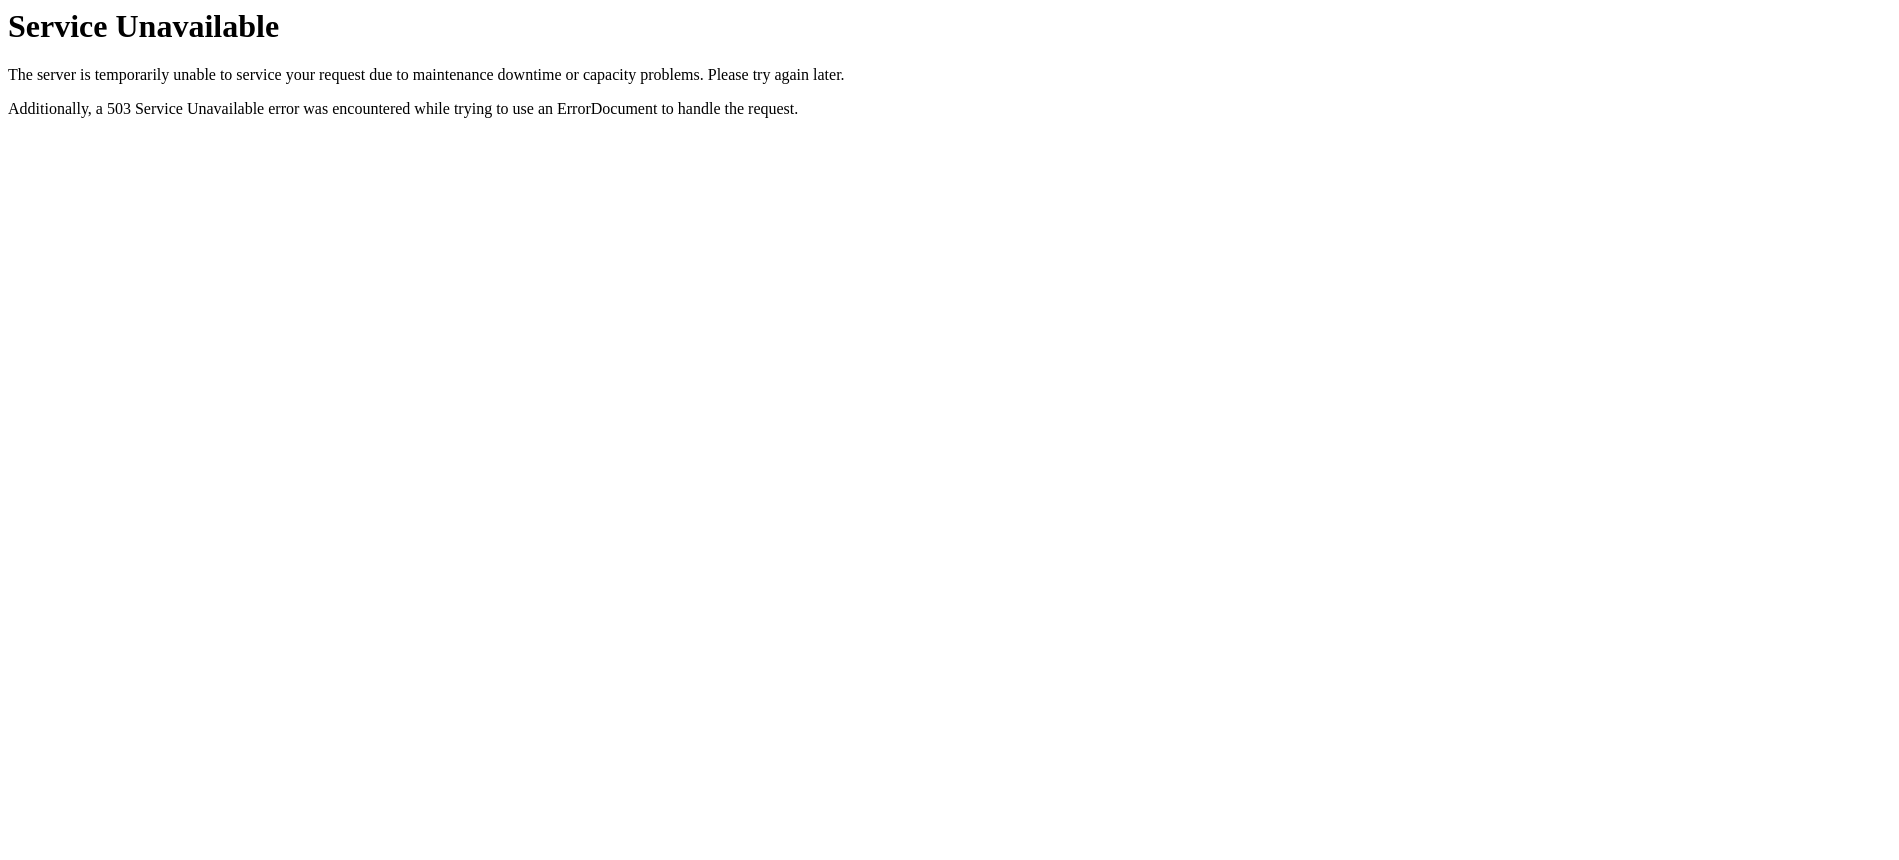 Service Unavailable
The server is temporarily unable to service your request due to maintenance downtime or capacity problems. Please try again later.
Additionally, a 503 Service Unavailable error was encountered while trying to use an ErrorDocument to handle the request.